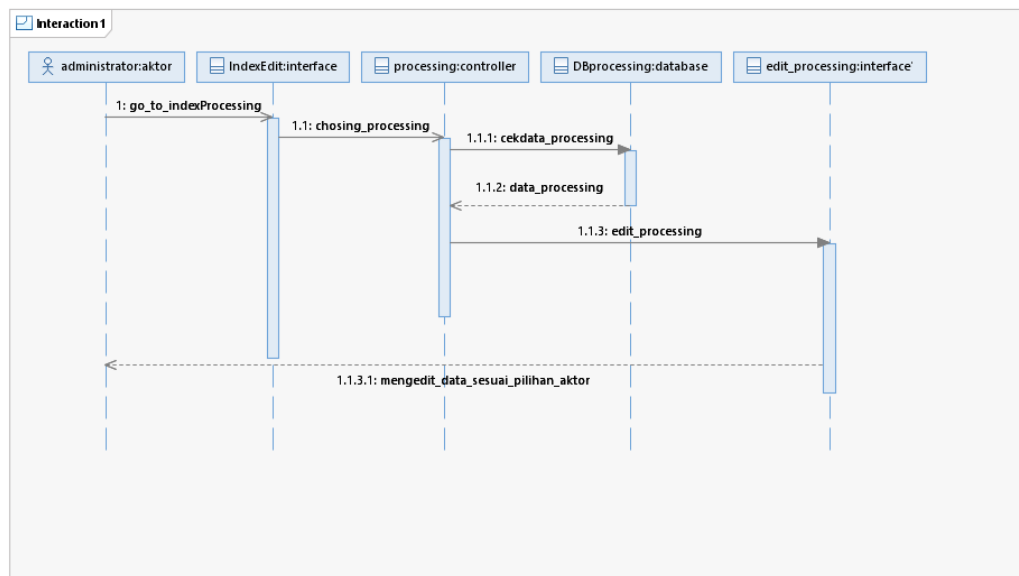 Interaction1
administrator:aktor
IndexEdit:interface
processing:controller
DBprocessing:database
edit_processing:interface'
1: go_to_indexProcessing
1.1: chosing_processing
1.1.1: cekdata_processing
1.1.2: data_processing
1.1.3: edit_processing
1.1.3.1: mengedit_data_sesuai_pilihan_aktor